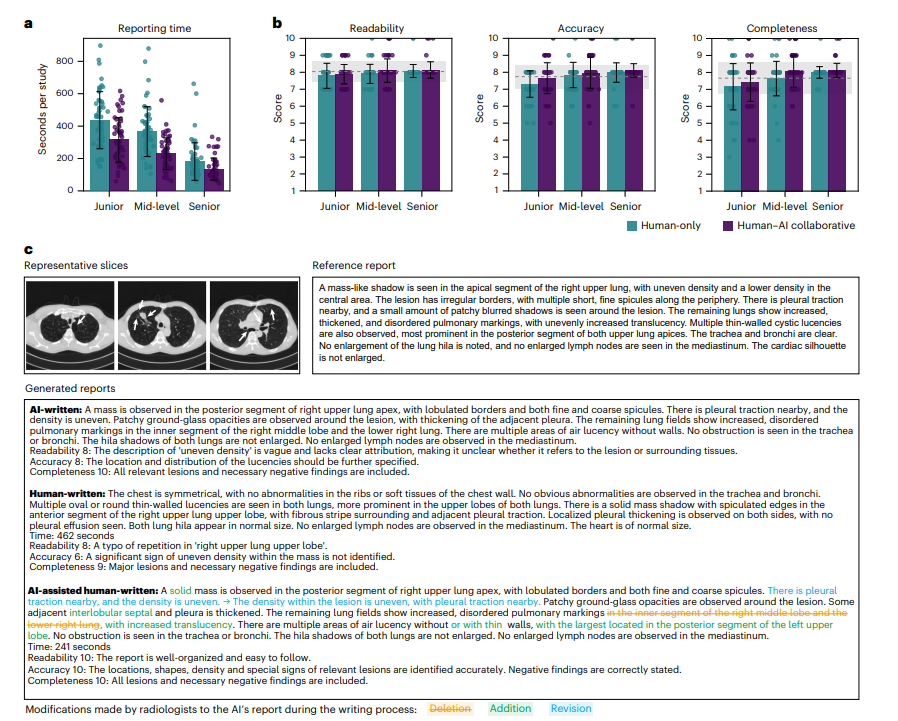 a
b
Reporting time
Readability
Accuracy
Completeness
Seconds per study
800
600
400
200
0
Junior Mid-level Senior
Score
10
9
8
7
6
5
4
3
2
1
Junior Mid-level Senior
Score
10
9
8
7
6
5
4
3
2
1
Junior Mid-level Senior
Score
10
9
8
7
6
5
4
3
2
1
Junior Mid-level Senior
Human-only Human–AI collaborative
c
Representative slices
Reference report
A mass-like shadow is seen in the apical segment of the right upper lung, with uneven density and a lower density in the
central area. The lesion has irregular borders, with multiple short, fine spicules along the periphery. There is pleural traction
nearby, and a small amount of patchy blurred shadows is seen around the lesion. The remaining lungs show increased,
thickened, and disordered pulmonary markings, with unevenly increased translucency. Multiple thin-walled cystic lucencies
are also observed, most prominent in the posterior segment of both upper lung apices. The trachea and bronchi are clear.
No enlargement of the lung hila is noted, and no enlarged lymph nodes are seen in the mediastinum. The cardiac silhouette
is not enlarged.
Generated reports
AI-written: A mass is observed in the posterior segment of right upper lung apex, with lobulated borders and both fine and coarse spicules. There is pleural traction nearby, and the
density is uneven. Patchy ground-glass opacities are observed around the lesion, with thickening of the adjacent pleura. The remaining lung fields show increased, disordered
pulmonary markings in the inner segment of the right middle lobe and the lower right lung. There are multiple areas of air lucency without walls. No obstruction is seen in the trachea
or bronchi. The hila shadows of both lungs are not enlarged. No enlarged lymph nodes are observed in the mediastinum.
Readability 8: The description of 'uneven density' is vague and lacks clear attribution, making it unclear whether it refers to the lesion or surrounding tissues.
Accuracy 8: The location and distribution of the lucencies should be further specified.
Completeness 10: All relevant lesions and necessary negative findings are included.
Human-written: The chest is symmetrical, with no abnormalities in the ribs or soft tissues of the chest wall. No obvious abnormalities are observed in the trachea and bronchi.
Multiple oval or round thin-walled lucencies are seen in both lungs, more prominent in the upper lobes of both lungs. There is a solid mass shadow with spiculated edges in the
anterior segment of the right upper lung upper lobe, with fibrous stripe surrounding and adjacent pleural traction. Localized pleural thickening is observed on both sides, with no
pleural effusion seen. Both lung hila appear in normal size. No enlarged lymph nodes are observed in the mediastinum. The heart is of normal size.
Time: 462 seconds
Readability 8: A typo of repetition in 'right upper lung upper lobe'.
Accuracy 6: A significant sign of uneven density within the mass is not identified.
Completeness 9: Major lesions and necessary negative findings are included.
AI-assisted human-written: A solid mass is observed in the posterior segment of right upper lung apex, with lobulated borders and both fine and coarse spicules. There is pleural
traction nearby, and the density is uneven. → The density within the lesion is uneven, with pleural traction nearby. Patchy ground-glass opacities are observed around the lesion. Some
adjacent interlobular septal and pleura is thickened. The remaining lung fields show increased, disordered pulmonary markings in the inner segment of the right middle lobe and the
lower right lung, with increased translucency. There are multiple areas of air lucency without or with thin walls, with the largest located in the posterior segment of the left upper
lobe. No obstruction is seen in the trachea or bronchi. The hila shadows of both lungs are not enlarged. No enlarged lymph nodes are observed in the mediastinum.
Time: 241 seconds
Readability 10: The report is well-organized and easy to follow.
Accuracy 10: The locations, shapes, density and special signs of relevant lesions are identified accurately. Negative findings are correctly stated.
Completeness 10: All lesions and necessary negative findings are included.
Modifications made by radiologists to the AI's report during the writing process: Deletion Addition Revision